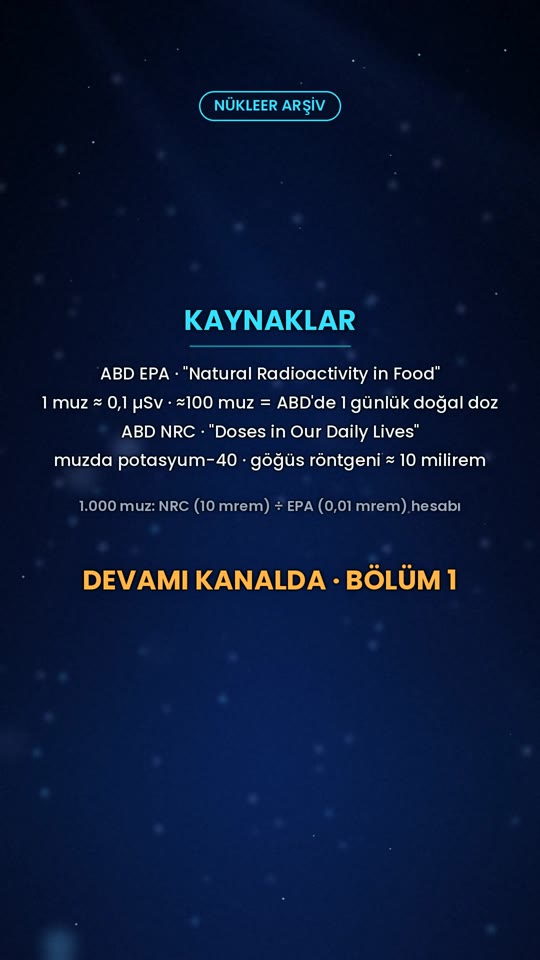 NÜKLEER ARŞİV
KAYNAKLAR
ABD EPA · "Natural Radioactivity in Food"
1 muz ≈ 0,1 µSv · ≈100 muz = ABD'de 1 günlük doğal doz
ABD NRC · "Doses in Our Daily Lives"
muzda potasyum-40 · göğüs röntgeni ≈ 10 milirem
1.000 muz: NRC (10 mrem) ÷ EPA (0,01 mrem) hesabı
DEVAMI KANALDA · BÖLÜM 1